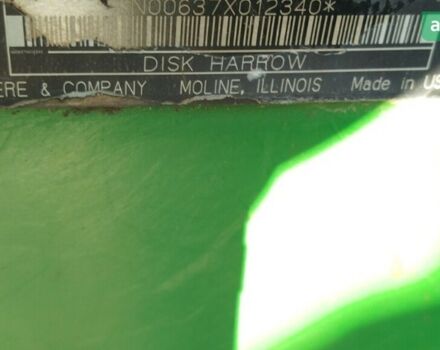 N00637X012340*
DISK HARROW
ERE & COMPANY MOLINE, ILLINOIS Made in US
a